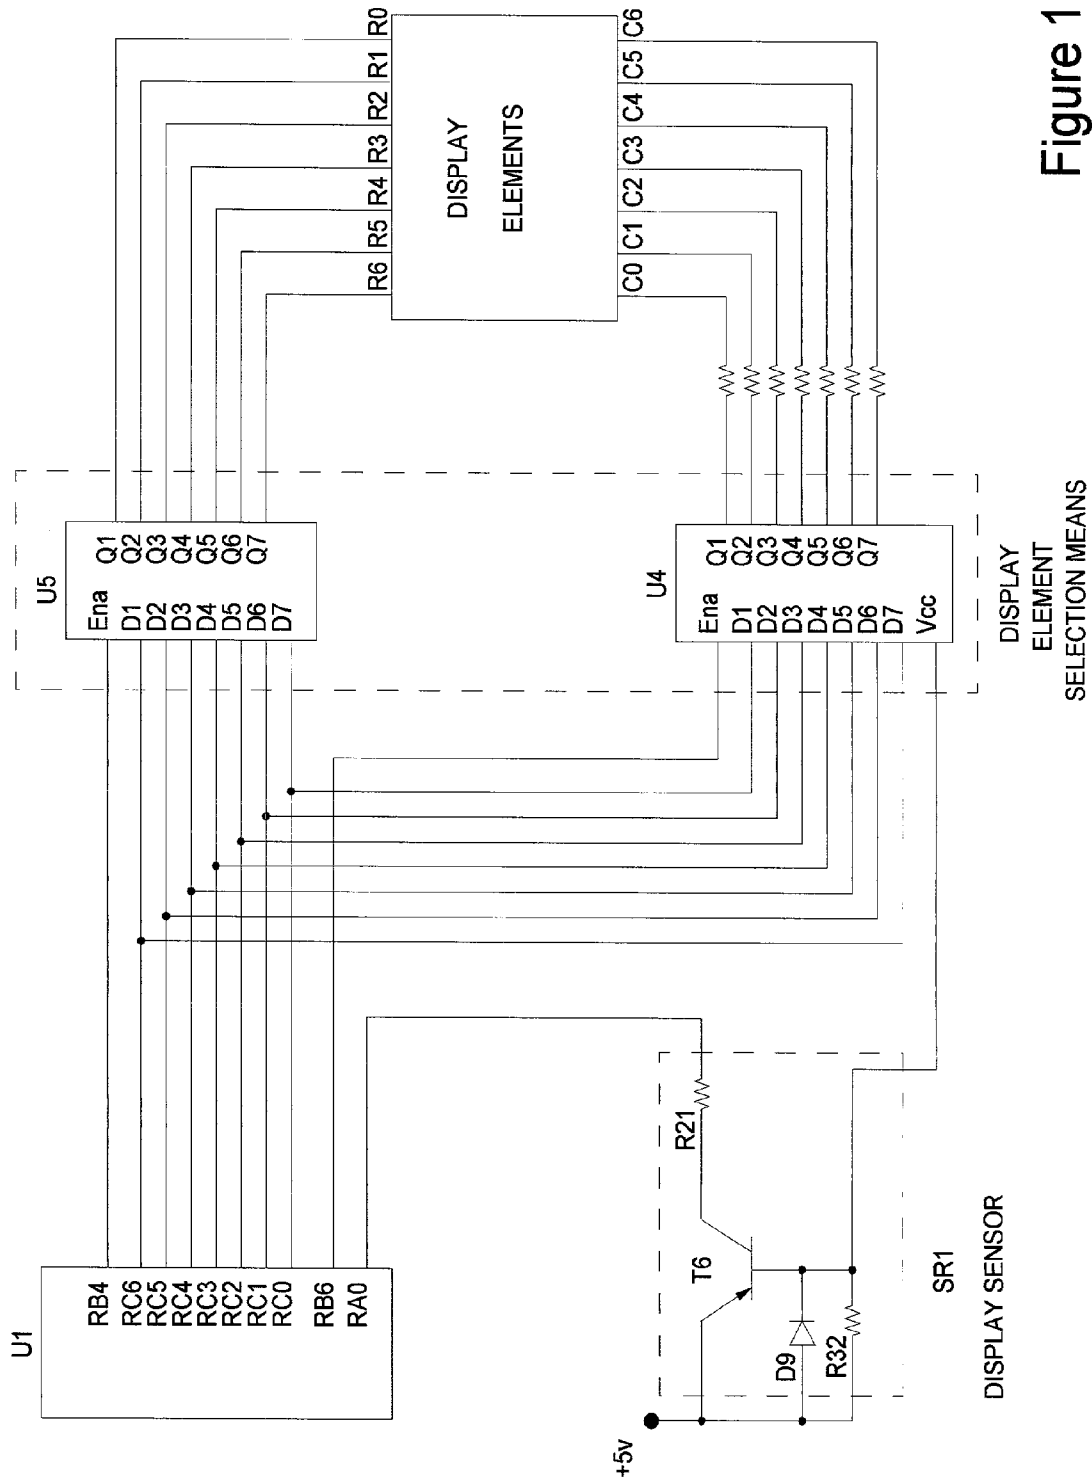 Figure 1
U1
RB4
RC6
RC5
RC4
RC3
RC2
RC1
RC0
RB6
RA0
U5
Ena
D1
D2
D3
D4
D5
D6
D7
Q1
Q2
Q3
Q4
Q5
Q6
Q7
R0
R1
R2
R3
R4
R5
R6
DISPLAY
ELEMENTS
C6
C5
C4
C3
C2
C1
C0
U4
Ena
D1
D2
D3
D4
D5
D6
D7
Vcc
Q1
Q2
Q3
Q4
Q5
Q6
Q7
DISPLAY
ELEMENT
SELECTION MEANS
+5v
T6
R21
D9
R32
SR1
DISPLAY SENSOR